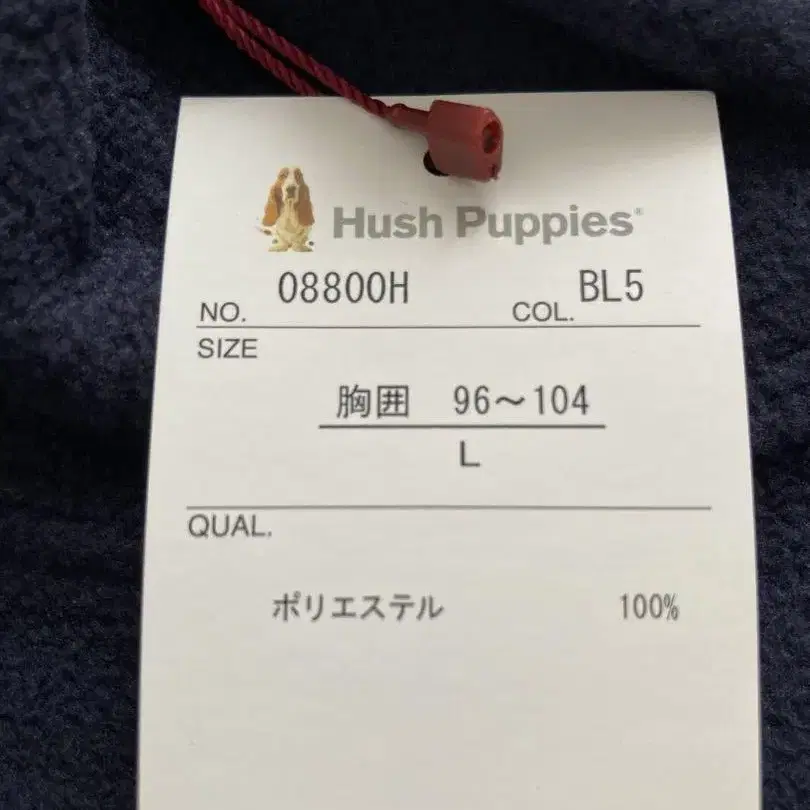 Hush Puppies®
NO. 08800H COL. BL5
SIZE
胸囲 96～104
L
QUAL.
ポリエステル 100%